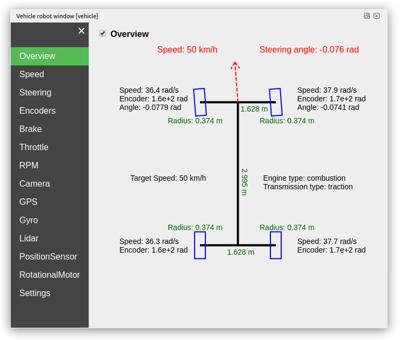 Vehicle robot window [vehicle]
Overview
Speed
Steering
Encoders
Brake
Throttle
RPM
Camera
GPS
Gyro
Lidar
PositionSensor
RotationalMotor
Settings
Overview
Speed: 50 km/h
Steering angle: -0.076 rad
Speed: 36.4 rad/s
Encoder: 1.6e+2 rad
Angle: -0.0779 rad
Speed: 37.9 rad/s
Encoder: 1.7e+2 rad
Angle: -0.0741 rad
1.628 m
Radius: 0.374 m
Radius: 0.374 m
Target Speed: 50 km/h
2.995 m
Engine type: combustion
Transmission type: traction
Radius: 0.374 m
Radius: 0.374 m
Speed: 36.3 rad/s
Encoder: 1.6e+2 rad
1.628 m
Speed: 37.7 rad/s
Encoder: 1.7e+2 rad